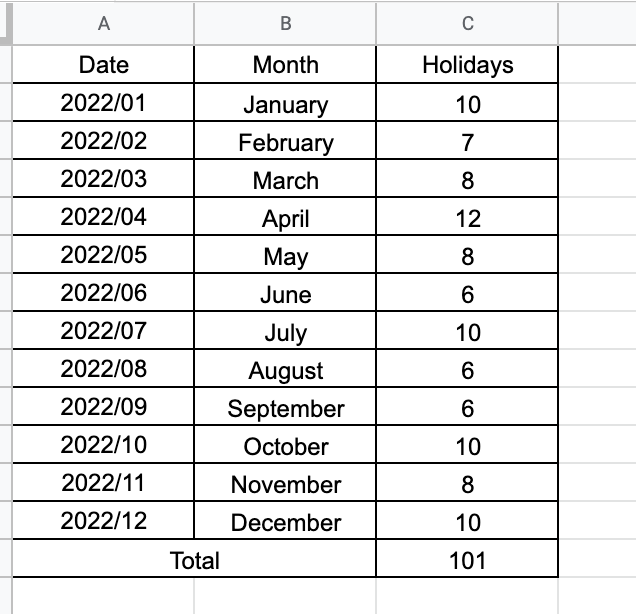 A B C
Date Month Holidays
2022/01 January 10
2022/02 February 7
2022/03 March 8
2022/04 April 12
2022/05 May 8
2022/06 June 6
2022/07 July 10
2022/08 August 6
2022/09 September 6
2022/10 October 10
2022/11 November 8
2022/12 December 10
Total 101